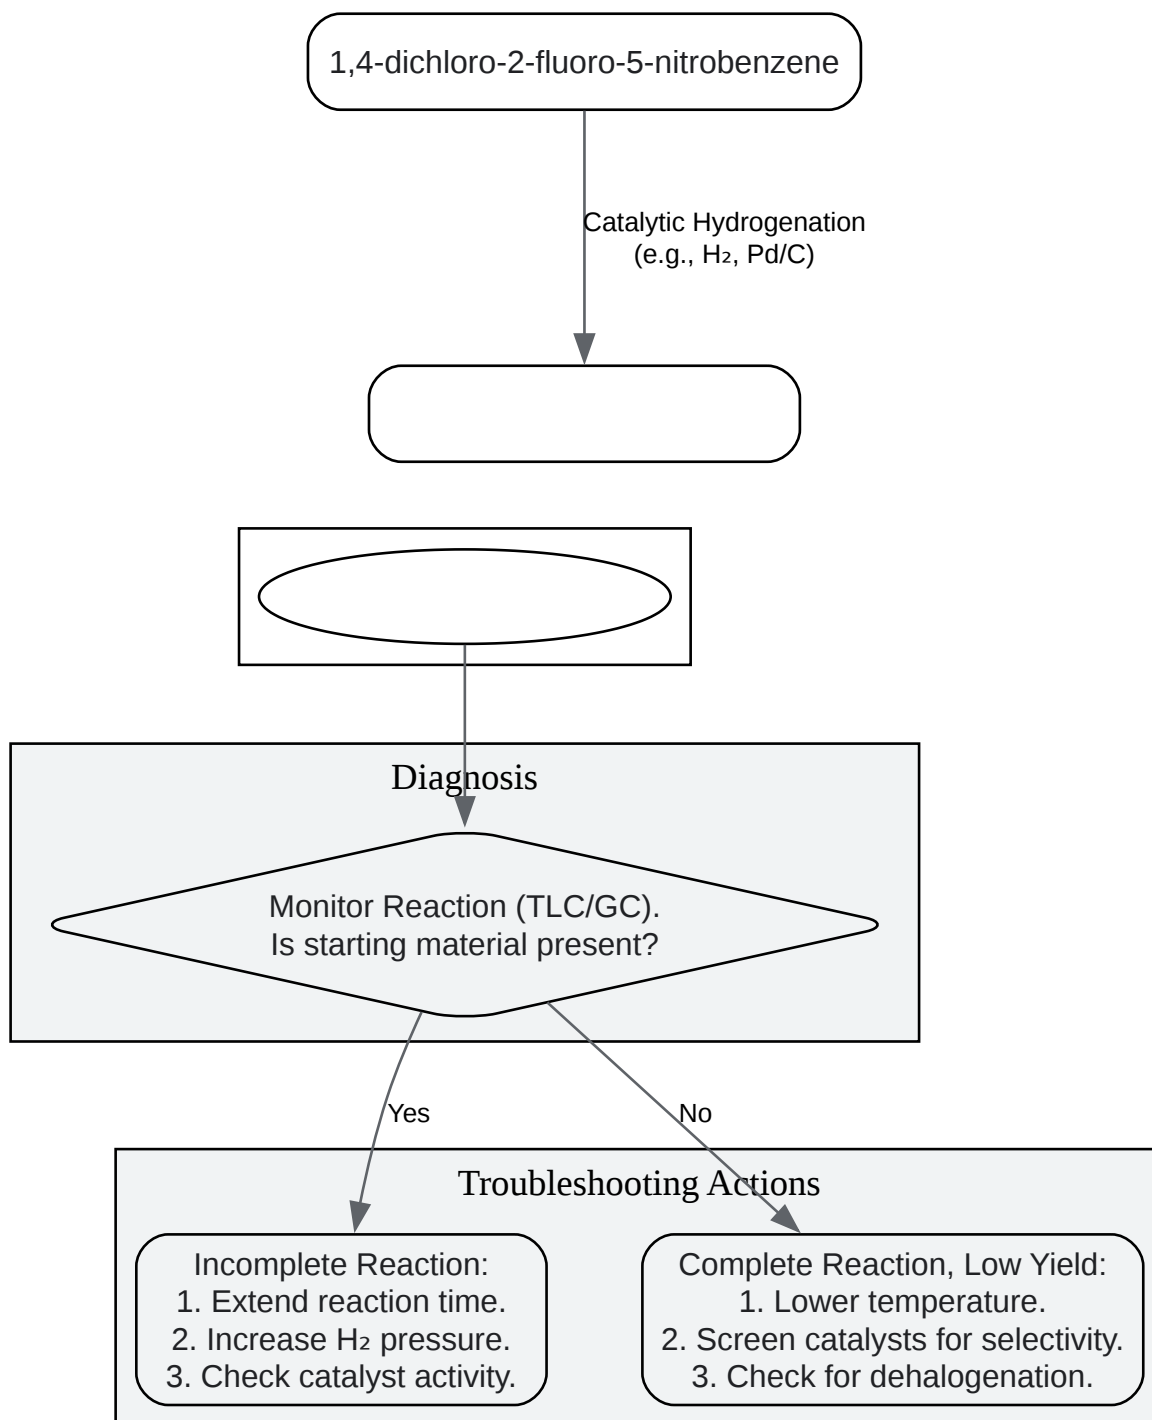 1,4-dichloro-2-fluoro-5-nitrobenzene
Catalytic Hydrogenation
(e.g., H₂, Pd/C)
Diagnosis
Monitor Reaction (TLC/GC).
Is starting material present?
Yes
No
Troubleshooting Actions
Incomplete Reaction:
1. Extend reaction time.
2. Increase H₂ pressure.
3. Check catalyst activity.
Complete Reaction, Low Yield:
1. Lower temperature.
2. Screen catalysts for selectivity.
3. Check for dehalogenation.